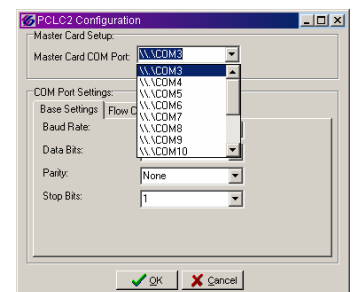 PCLC2 Configuration
Master Card Setup:
Master Card COM Port: \\.\COM3
\\.\COM3
\\.\COM4
\\.\COM5
\\.\COM6
\\.\COM7
\\.\COM8
\\.\COM9
\\.\COM10
COM Port Settings:
Base Settings Flow C
Baud Rate:
Data Bits:
Parity: None
Stop Bits: 1
OK Cancel